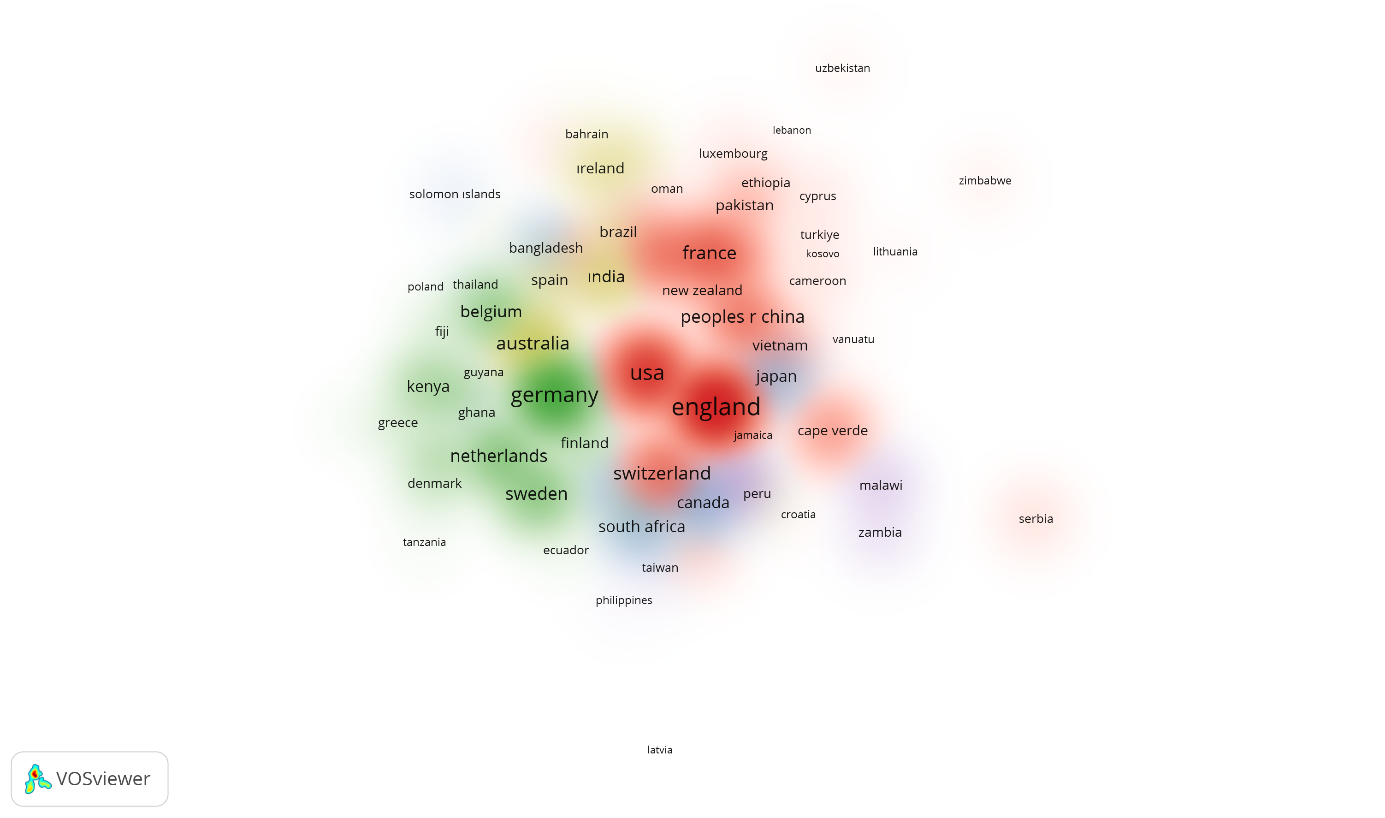 uzbekistan
bahrain
lebanon
luxembourg
ıreland
zimbabwe
ethiopia
oman
solomon ıslands
cyprus
pakistan
brazil
turkiye
bangladesh
lithuania
france
kosovo
ındia
spain
cameroon
thailand
poland
new zealand
belgium
peoples r china
fiji
vanuatu
australia
vietnam
guyana
usa
japan
kenya
germany
england
ghana
greece
cape verde
jamaica
finland
netherlands
switzerland
denmark
malawi
sweden
peru
canada
croatia
serbia
south africa
zambia
tanzania
ecuador
taiwan
philippines
latvia
VOSviewer